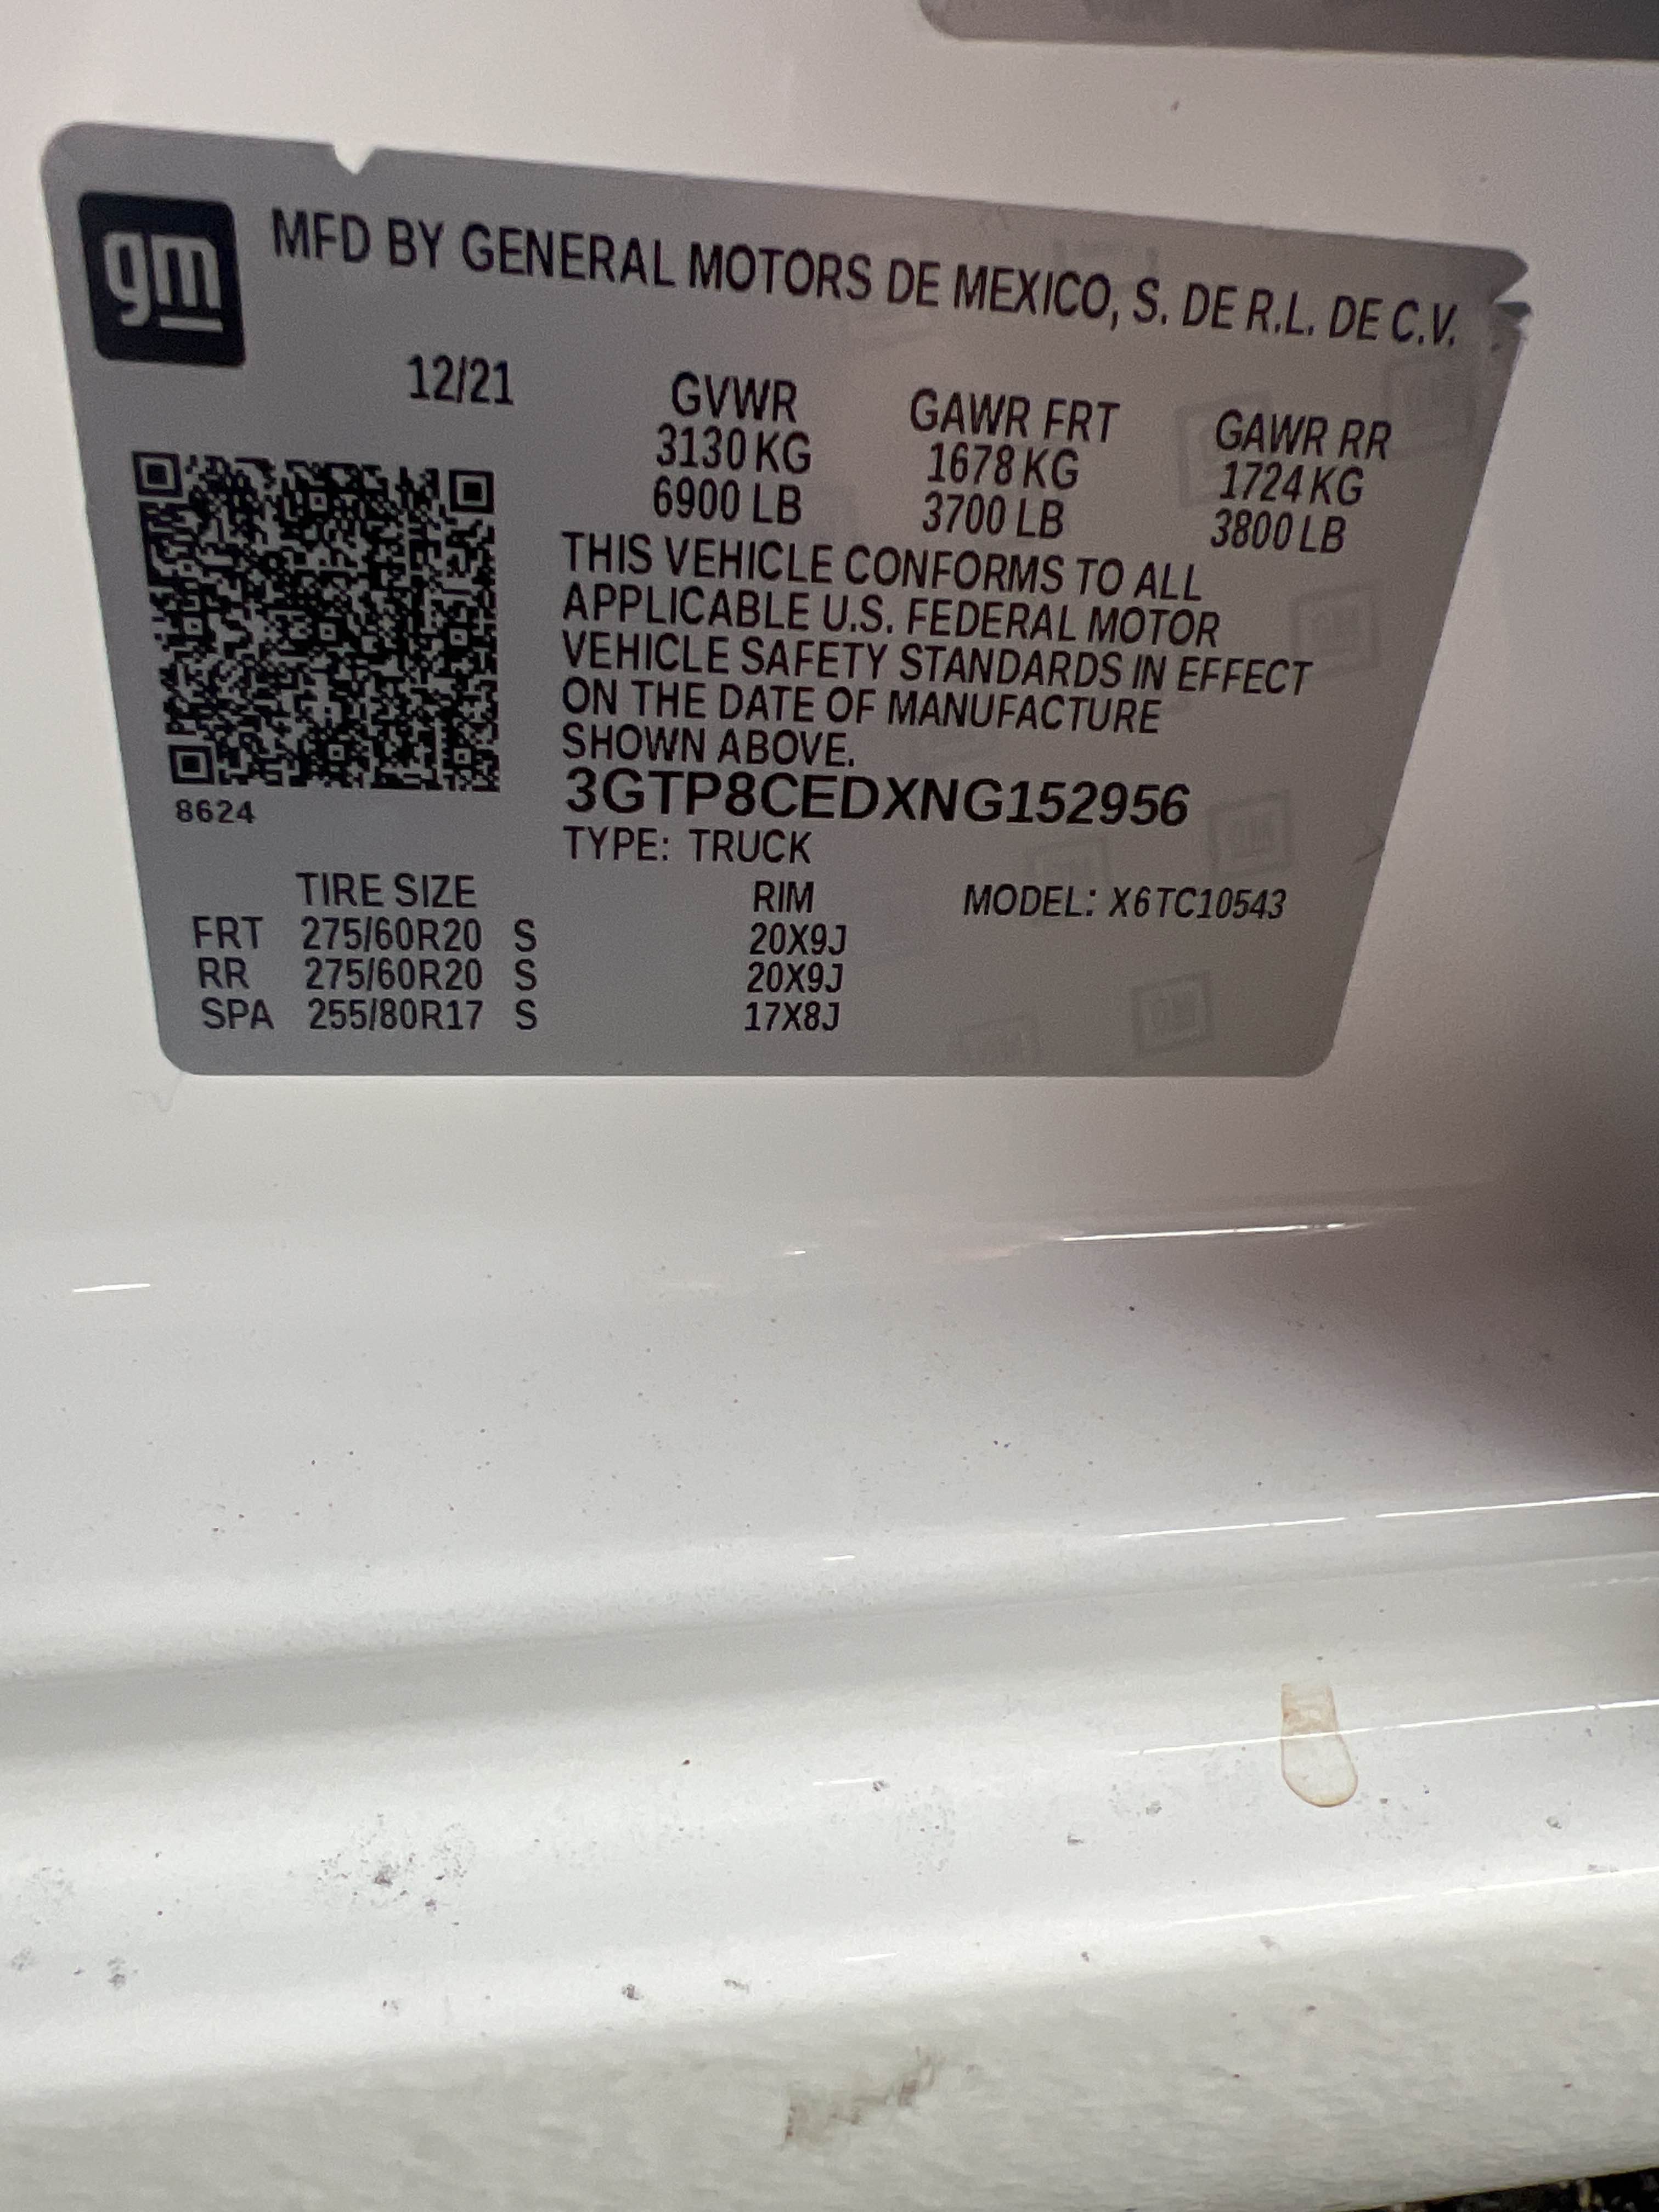 gm
MFD BY GENERAL MOTORS DE MEXICO, S. DE R.L. DE C.V.
12/21
GVWR GAWR FRT GAWR RR
3130 KG 1678 KG 1724 KG
6900 LB 3700 LB 3800 LB
THIS VEHICLE CONFORMS TO ALL
APPLICABLE U.S. FEDERAL MOTOR
VEHICLE SAFETY STANDARDS IN EFFECT
ON THE DATE OF MANUFACTURE
SHOWN ABOVE.
3GTP8CEDXNG152956
8624
TYPE: TRUCK
TIRE SIZE RIM MODEL: X6TC10543
FRT 275/60R20 S 20X9J
RR 275/60R20 S 20X9J
SPA 255/80R17 S 17X8J